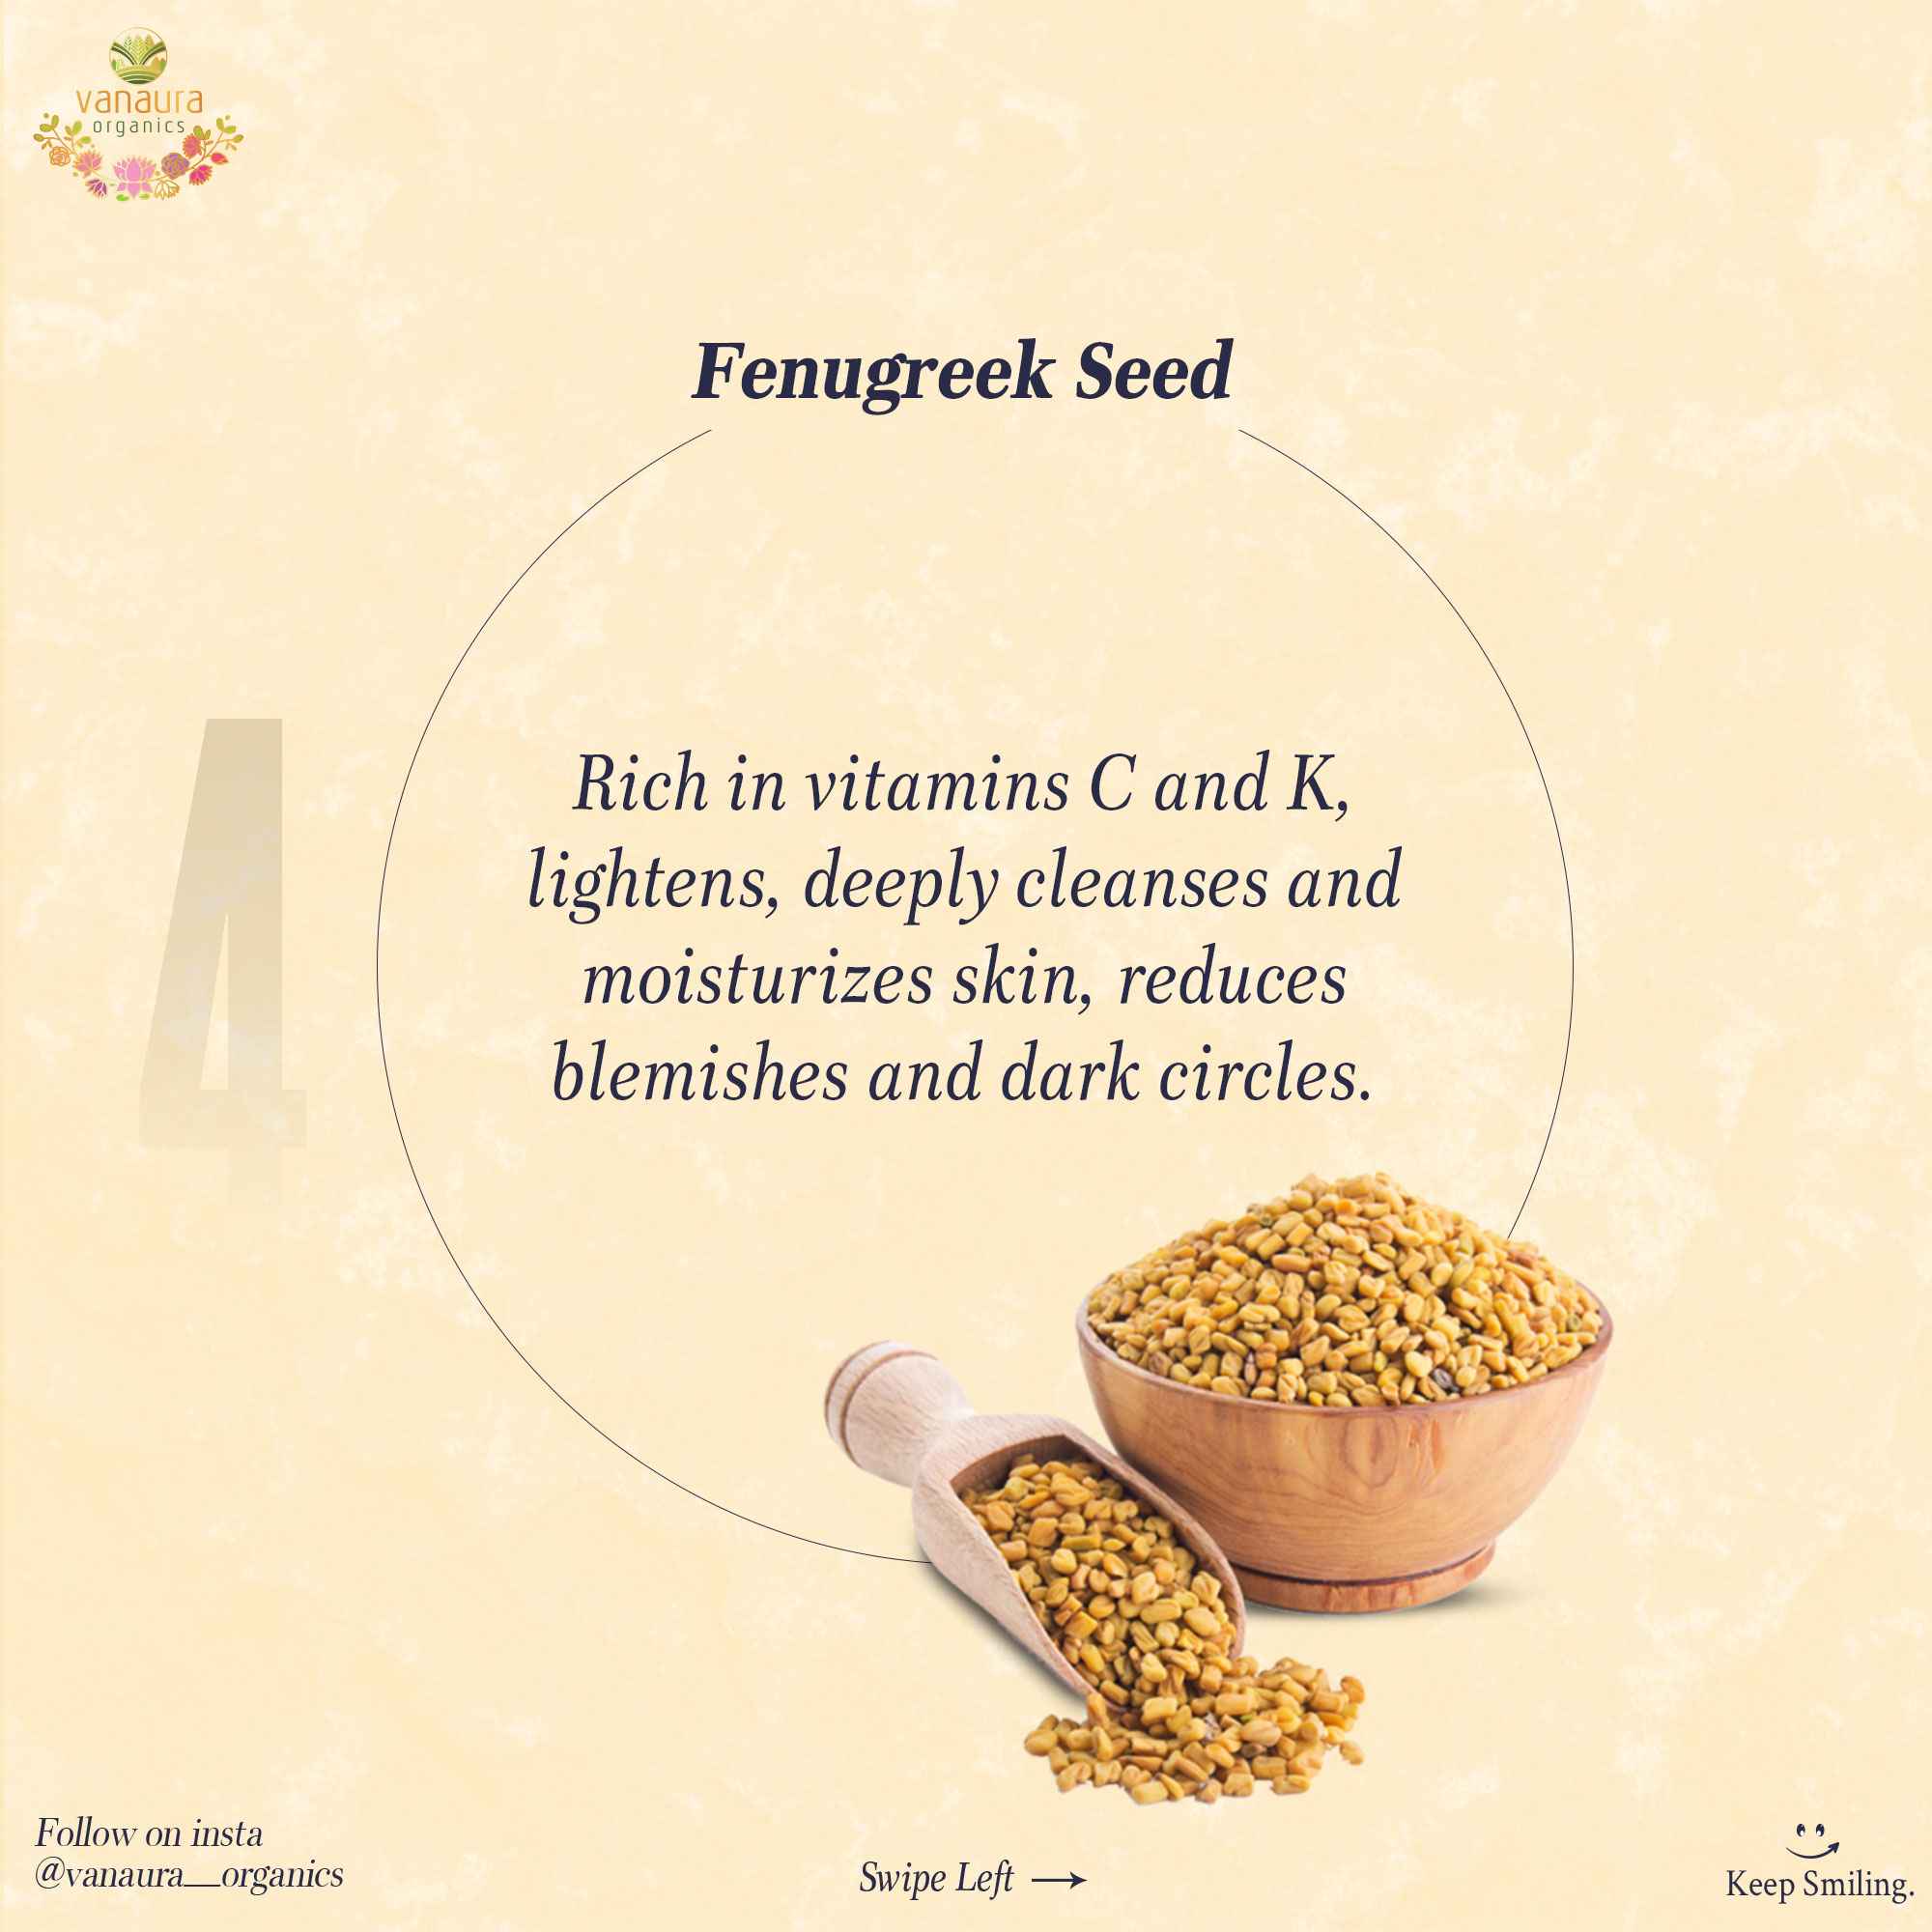 vanaura
organics
Fenugreek Seed
4
Rich in vitamins C and K,
lightens, deeply cleanses and
moisturizes skin, reduces
blemishes and dark circles.
Follow on insta
@vanaura__organics
Swipe Left →
Keep Smiling.